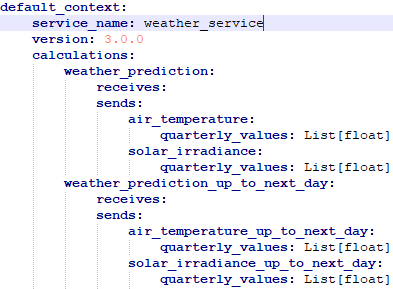 default_context:
    service_name: weather_service
    version: 3.0.0
    calculations:
        weather_prediction:
            receives:
            sends:
                air_temperature:
                    quarterly_values: List[float]
                solar_irradiance:
                    quarterly_values: List[float]
        weather_prediction_up_to_next_day:
            receives:
            sends:
                air_temperature_up_to_next_day:
                    quarterly_values: List[float]
                solar_irradiance_up_to_next_day:
                    quarterly_values: List[float]